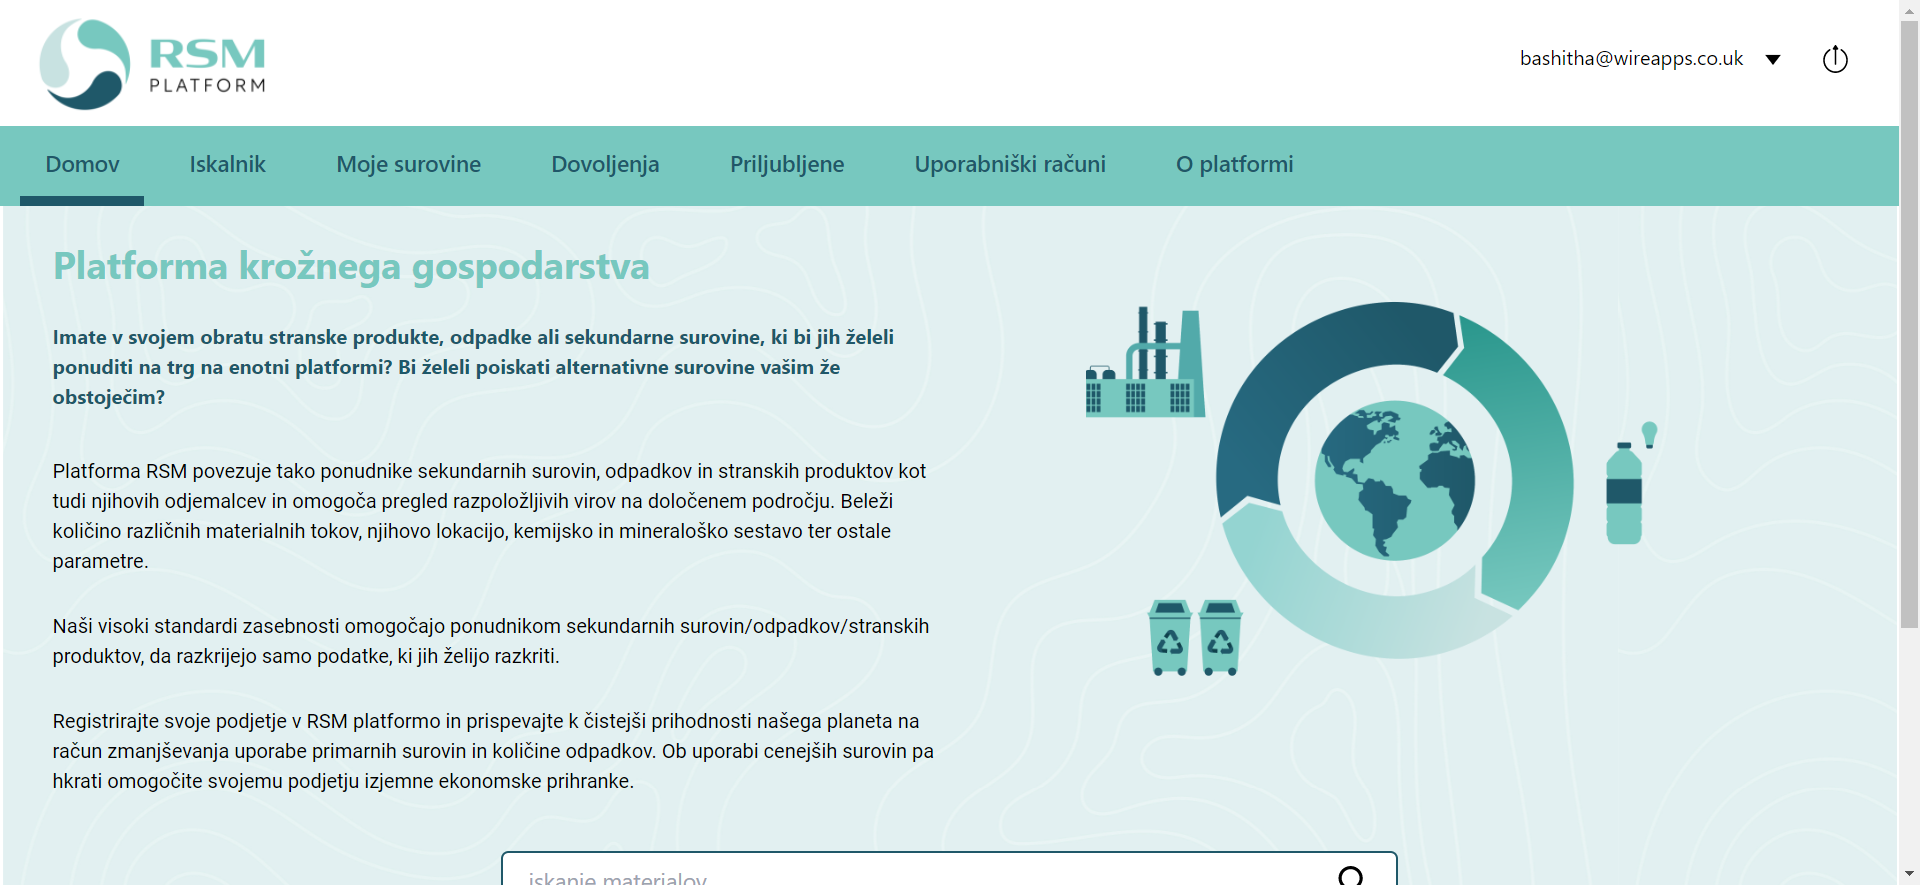 RSM
PLATFORM
bashitha@wireapps.co.uk
Domov Iskalnik Moje surovine Dovoljenja Priljubljene Uporabniški računi O platformi
Platforma krožnega gospodarstva
Imate v svojem obratu stranske produkte, odpadke ali sekundarne surovine, ki bi jih želeli
ponuditi na trg na enotni platformi? Bi želeli poiskati alternativne surovine vašim že
obstoječim?
Platforma RSM povezuje tako ponudnike sekundarnih surovin, odpadkov in stranskih produktov kot
tudi njihovih odjemalcev in omogoča pregled razpoložljivih virov na določenem področju. Beleži
količino različnih materialnih tokov, njihovo lokacijo, kemijsko in mineraloško sestavo ter ostale
parametre.
Naši visoki standardi zasebnosti omogočajo ponudnikom sekundarnih surovin/odpadkov/stranskih
produktov, da razkrijejo samo podatke, ki jih želijo razkriti.
Registrirajte svoje podjetje v RSM platformo in prispevajte k čistejši prihodnosti našega planeta na
račun zmanjševanja uporabe primarnih surovin in količine odpadkov. Ob uporabi cenejših surovin pa
hkrati omogočite svojemu podjetju izjemne ekonomske prihranke.
iskanje materialov